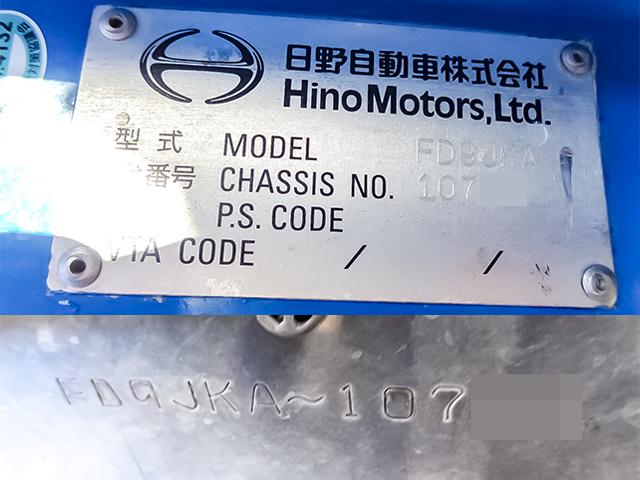 日野自動車株式会社
Hino Motors, Ltd.
型式 MODEL FD9JKA
番号 CHASSIS NO. 107
P.S. CODE
VTA CODE / /
FD9JKA~107